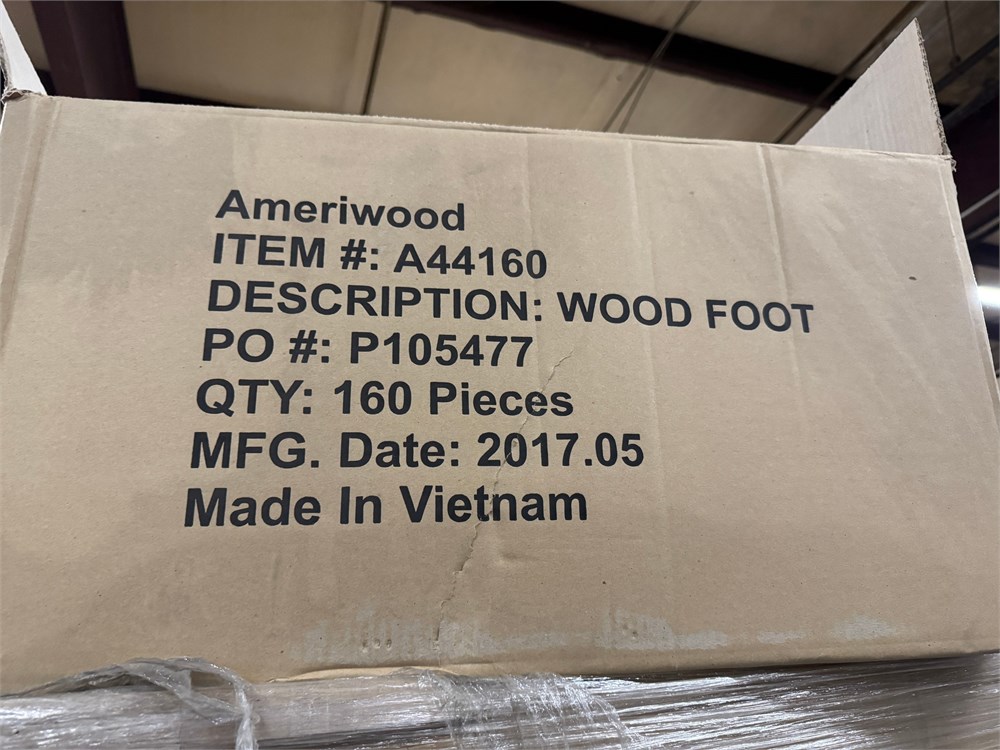 Ameriwood
ITEM #: A44160
DESCRIPTION: WOOD FOOT
PO #: P105477
QTY: 160 Pieces
MFG. Date: 2017.05
Made In Vietnam